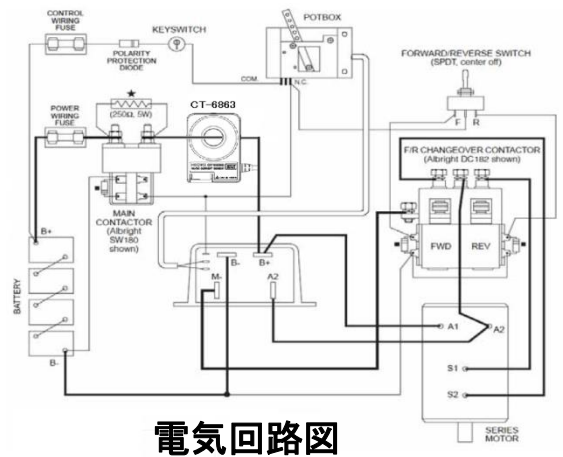 CONTROL
WIRING
FUSE
POLARITY
PROTECTION
DIODE
KEYSWITCH
POTBOX
COM.
N.C.
FORWARD/REVERSE SWITCH
(SPDT, center off)
F R
POWER
WIRING
FUSE
★
(250Ω, 5W)
CT-6863
F/R CHANGEOVER CONTACTOR
(Albright DC182 shown)
MAIN
CONTACTOR
(Albright
SW180
shown)
FWD REV
B+
BATTERY
B-
B- B+
M- A2
A1 A2
S1
S2
SERIES
MOTOR
電気回路図